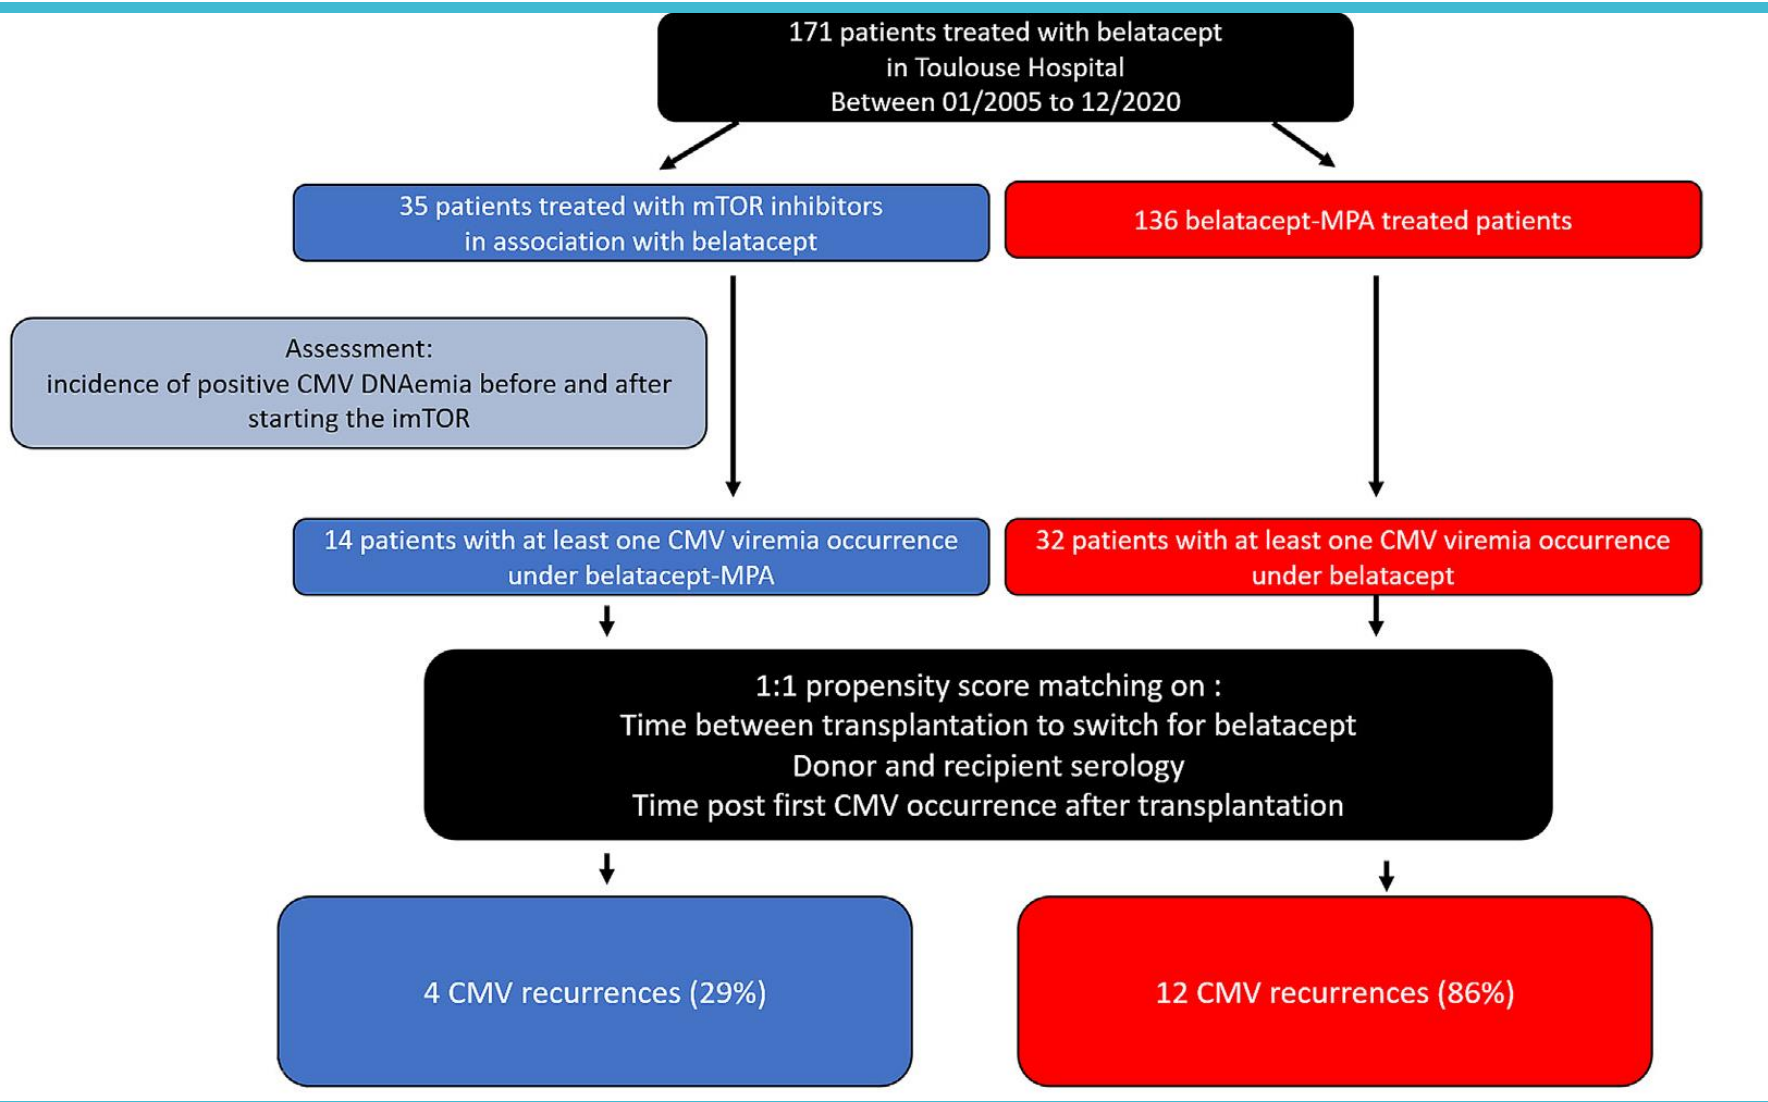 171 patients treated with belatacept
in Toulouse Hospital
Between 01/2005 to 12/2020
35 patients treated with mTOR inhibitors
in association with belatacept
136 belatacept-MPA treated patients
Assessment:
incidence of positive CMV DNAemia before and after
starting the imTOR
14 patients with at least one CMV viremia occurrence
under belatacept-MPA
32 patients with at least one CMV viremia occurrence
under belatacept
1:1 propensity score matching on :
Time between transplantation to switch for belatacept
Donor and recipient serology
Time post first CMV occurrence after transplantation
4 CMV recurrences (29%)
12 CMV recurrences (86%)